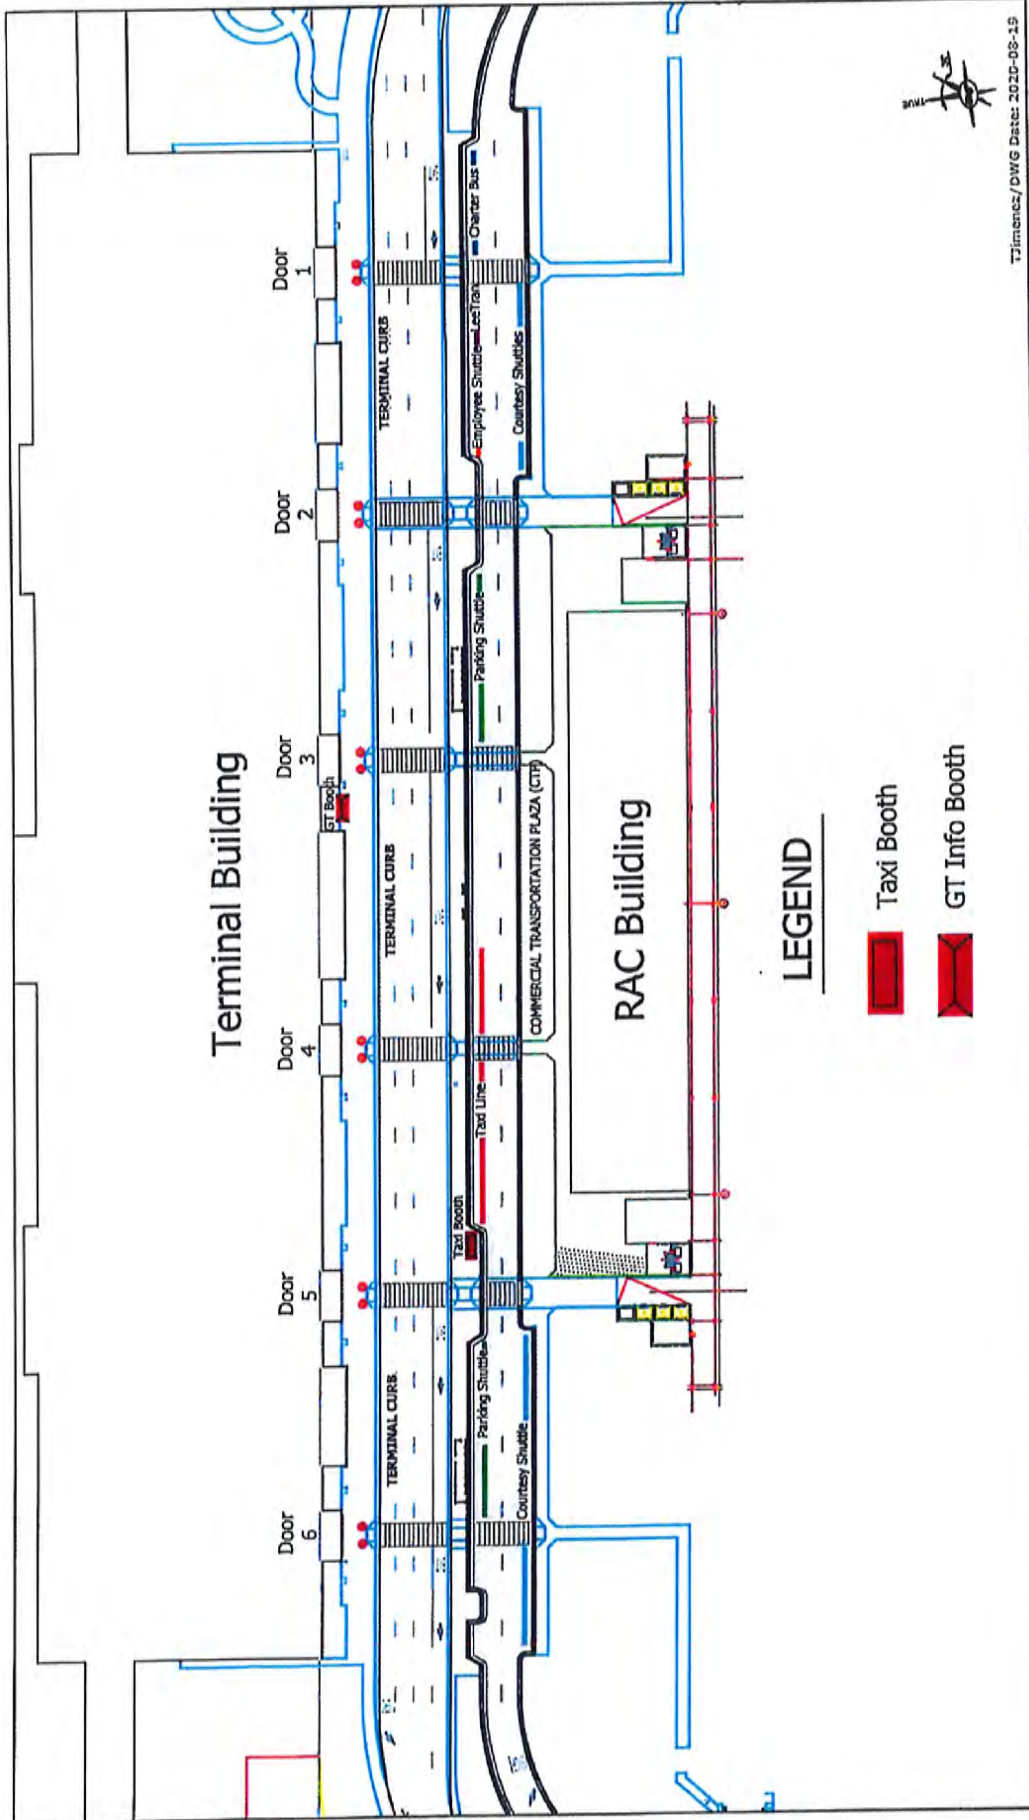 Terminal Building
Door
6
Door
5
Door
4
Door
3
Door
2
Door
1
GT Booth
TERMINAL CURB
TERMINAL CURB
TERMINAL CURB
Taxi Booth
Parking Shuttle
Taxi Line
Parking Shuttle
Employee Shuttle
LeeTran
Charter Bus
Courtesy Shuttle
Courtesy Shuttles
COMMERCIAL TRANSPORTATION PLAZA (CTP)
RAC Building
LEGEND
Taxi Booth
GT Info Booth
TRUE
TJimenez/DWG Date: 2020-08-19